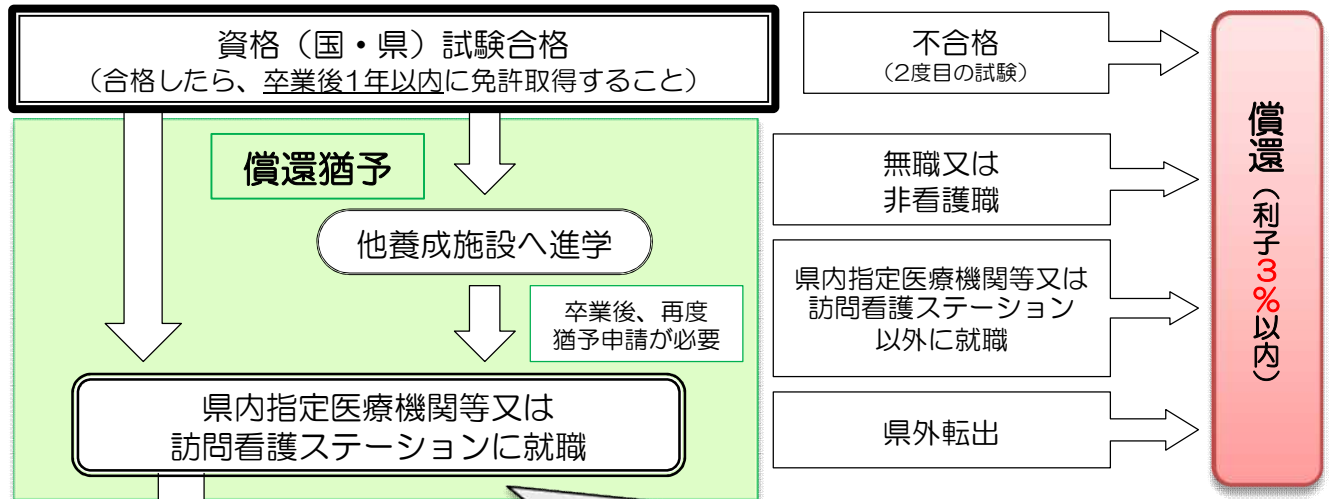 資格（国・県）試験合格
（合格したら、卒業後1年以内に免許取得すること）
不合格
（2度目の試験）
償還猶予
無職又は
非看護職
他養成施設へ進学
県内指定医療機関等又は
訪問看護ステーション
以外に就職
卒業後、再度
猶予申請が必要
県内指定医療機関等又は
訪問看護ステーションに就職
県外転出
償還（利子３％以内）